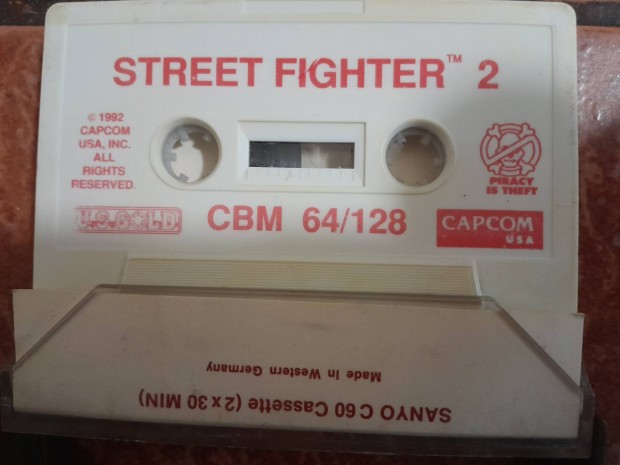 STREET FIGHTER™ 2
© 1992
CAPCOM
USA, INC.
ALL
RIGHTS
RESERVED.
PIRACY
IS THEFT
U.S. GOLD
CBM 64/128
CAPCOM
USA
SANYO C60 Cassette (2 x 30 MIN)
Made In Western Germany